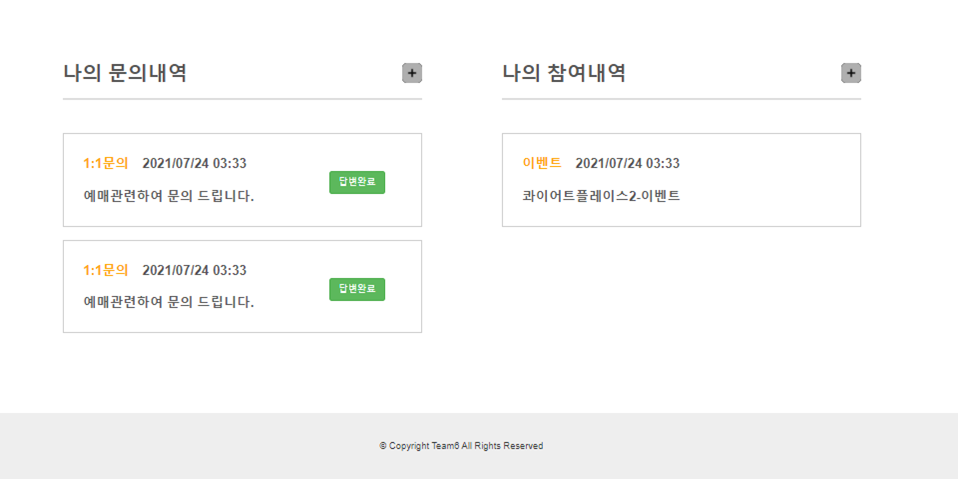 나의 문의내역 +
1:1문의 2021/07/24 03:33
예매관련하여 문의 드립니다.
답변완료
1:1문의 2021/07/24 03:33
예매관련하여 문의 드립니다.
답변완료
나의 참여내역 +
이벤트 2021/07/24 03:33
콰이어트플레이스2-이벤트
© Copyright Team6 All Rights Reserved